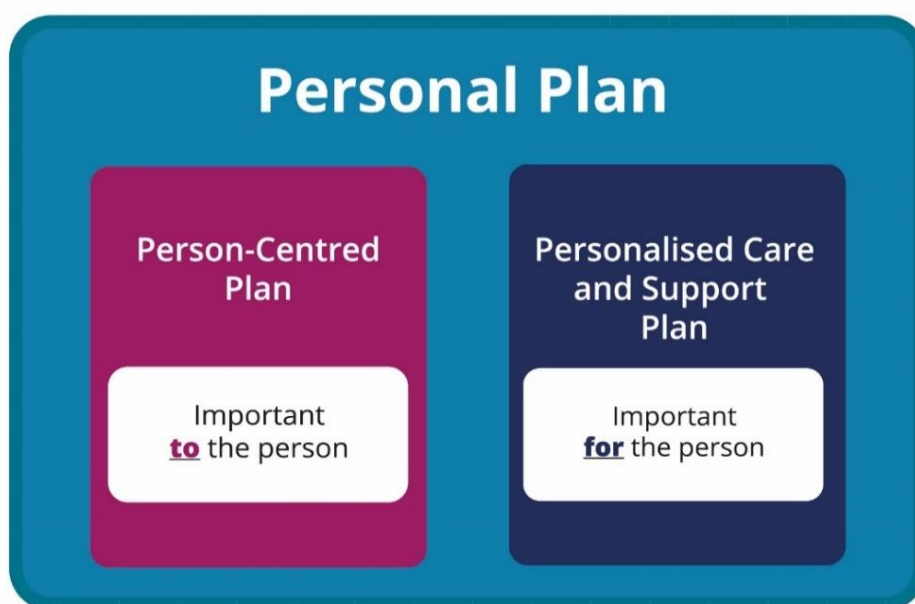 Personal Plan
Person-Centred
Plan
Important
to the person
Personalised Care
and Support
Plan
Important
for the person